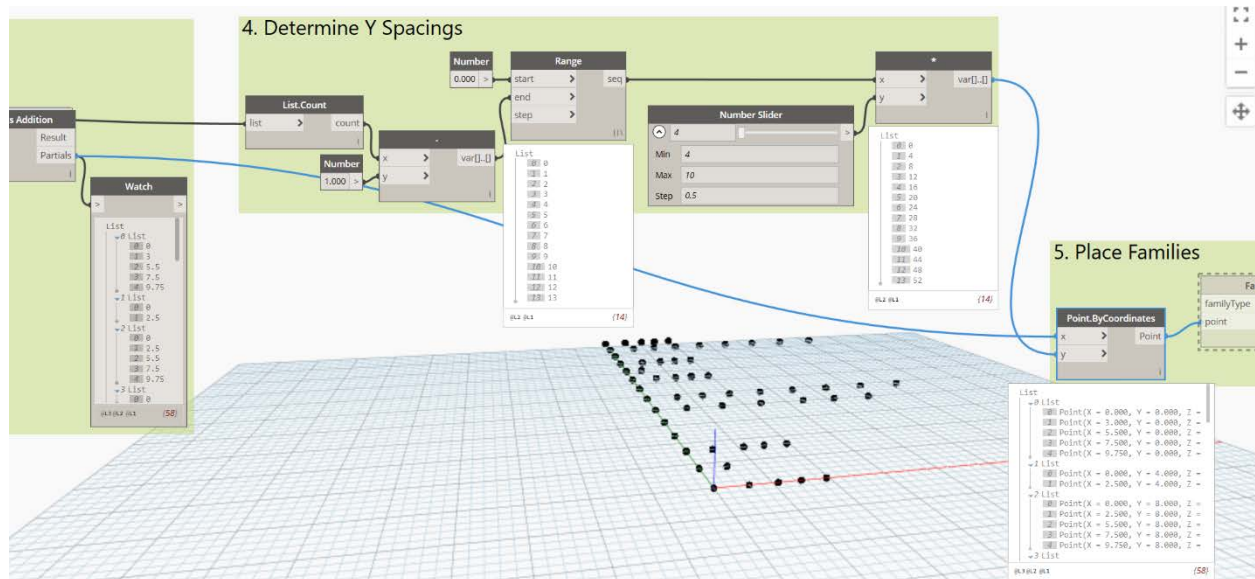 4. Determine Y Spacings
s Addition
Result
Partials
Watch
>
>
List
0 List
0 0
1 3
2 5.5
3 7.5
4 9.75
1 List
0 0
1 2.5
2 List
0 0
1 2.5
2 5.5
3 7.5
4 9.75
3 List
0 0
@L3 @L2 @L1
{58}
List.Count
list >
count
Number
1.000 >
-
x >
var[]..[]
y >
Number
0.000 >
Range
start >
seq
end >
step >
List
0 0
1 1
2 2
3 3
4 4
5 5
6 6
7 7
8 8
9 9
10 10
11 11
12 12
13 13
@L2 @L1
{14}
Number Slider
4
>
Min 4
Max 10
Step 0.5
*
x >
var[]..[]
y >
List
0 0
1 4
2 8
3 12
4 16
5 20
6 24
7 28
8 32
9 36
10 40
11 44
12 48
13 52
@L2 @L1
{14}
5. Place Families
Fa
familyType
point
Point.ByCoordinates
x >
Point
y >
List
0 List
0 Point(X = 0.000, Y = 0.000, Z =
1 Point(X = 3.000, Y = 0.000, Z =
2 Point(X = 5.500, Y = 0.000, Z =
3 Point(X = 7.500, Y = 0.000, Z =
4 Point(X = 9.750, Y = 0.000, Z =
1 List
0 Point(X = 0.000, Y = 4.000, Z =
1 Point(X = 2.500, Y = 4.000, Z =
2 List
0 Point(X = 0.000, Y = 8.000, Z =
1 Point(X = 2.500, Y = 8.000, Z =
2 Point(X = 5.500, Y = 8.000, Z =
3 Point(X = 7.500, Y = 8.000, Z =
4 Point(X = 9.750, Y = 8.000, Z =
3 List
@L3 @L2 @L1
{58}